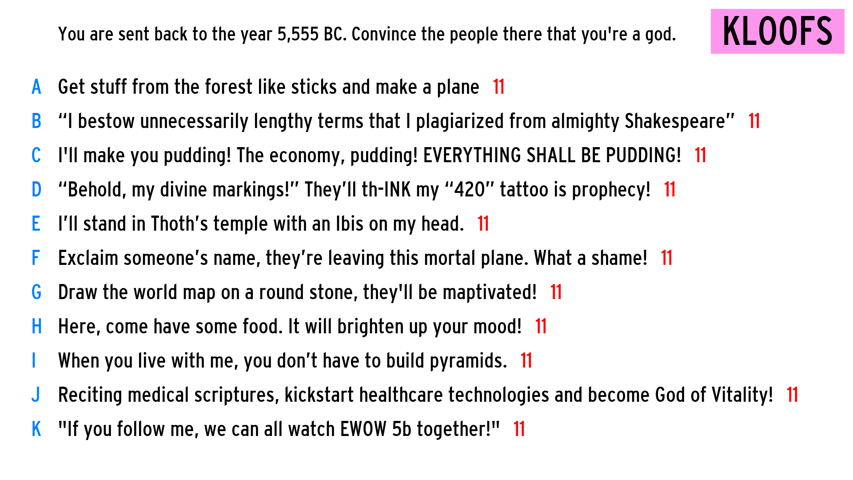 You are sent back to the year 5,555 BC. Convince the people there that you're a god.
KLOOFS
A Get stuff from the forest like sticks and make a plane 11
B “I bestow unnecessarily lengthy terms that I plagiarized from almighty Shakespeare” 11
C I'll make you pudding! The economy, pudding! EVERYTHING SHALL BE PUDDING! 11
D “Behold, my divine markings!” They’ll th-INK my “420” tattoo is prophecy! 11
E I’ll stand in Thoth’s temple with an Ibis on my head. 11
F Exclaim someone’s name, they’re leaving this mortal plane. What a shame! 11
G Draw the world map on a round stone, they'll be maptivated! 11
H Here, come have some food. It will brighten up your mood! 11
I When you live with me, you don’t have to build pyramids. 11
J Reciting medical scriptures, kickstart healthcare technologies and become God of Vitality! 11
K "If you follow me, we can all watch EWOW 5b together!" 11